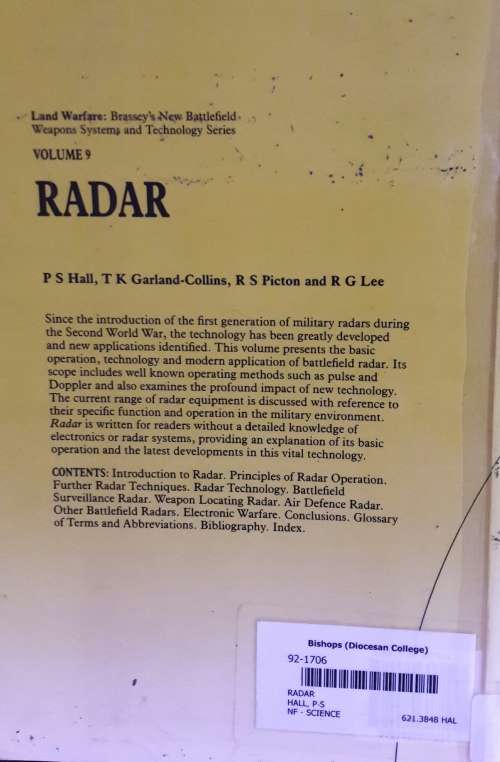 Land Warfare: Brassey's New Battlefield
Weapons Systems and Technology Series
VOLUME 9
RADAR
P S Hall, T K Garland-Collins, R S Picton and R G Lee
Since the introduction of the first generation of military radars during
the Second World War, the technology has been greatly developed
and new applications identified. This volume presents the basic
operation, technology and modern application of battlefield radar. Its
scope includes well known operating methods such as pulse and
Doppler and also examines the profound impact of new technology.
The current range of radar equipment is discussed with reference to
their specific function and operation in the military environment.
Radar is written for readers without a detailed knowledge of
electronics or radar systems, providing an explanation of its basic
operation and the latest developments in this vital technology.
CONTENTS: Introduction to Radar. Principles of Radar Operation.
Further Radar Techniques. Radar Technology. Battlefield
Surveillance Radar. Weapon Locating Radar. Air Defence Radar.
Other Battlefield Radars. Electronic Warfare. Conclusions. Glossary
of Terms and Abbreviations. Bibliography. Index.
Bishops (Diocesan College)
92-1706
RADAR
HALL, P-S
NF - SCIENCE
621.3848 HAL